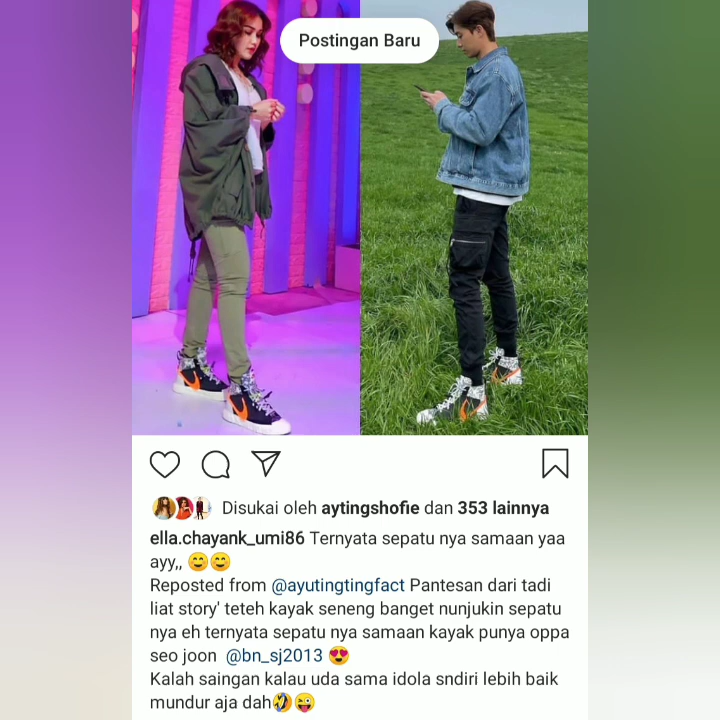 Postingan Baru
Disukai oleh aytingshofie dan 353 lainnya
ella.chayank_umi86 Ternyata sepatu nya samaan yaa
ayy,, 😊😊
Reposted from @ayutingtingfact Pantesan dari tadi
liat story' teteh kayak seneng banget nunjukin sepatu
nya eh ternyata sepatu nya samaan kayak punya oppa
seo joon @bn_sj2013 😍
Kalah saingan kalau uda sama idola sndiri lebih baik
mundur aja dah🤣😜